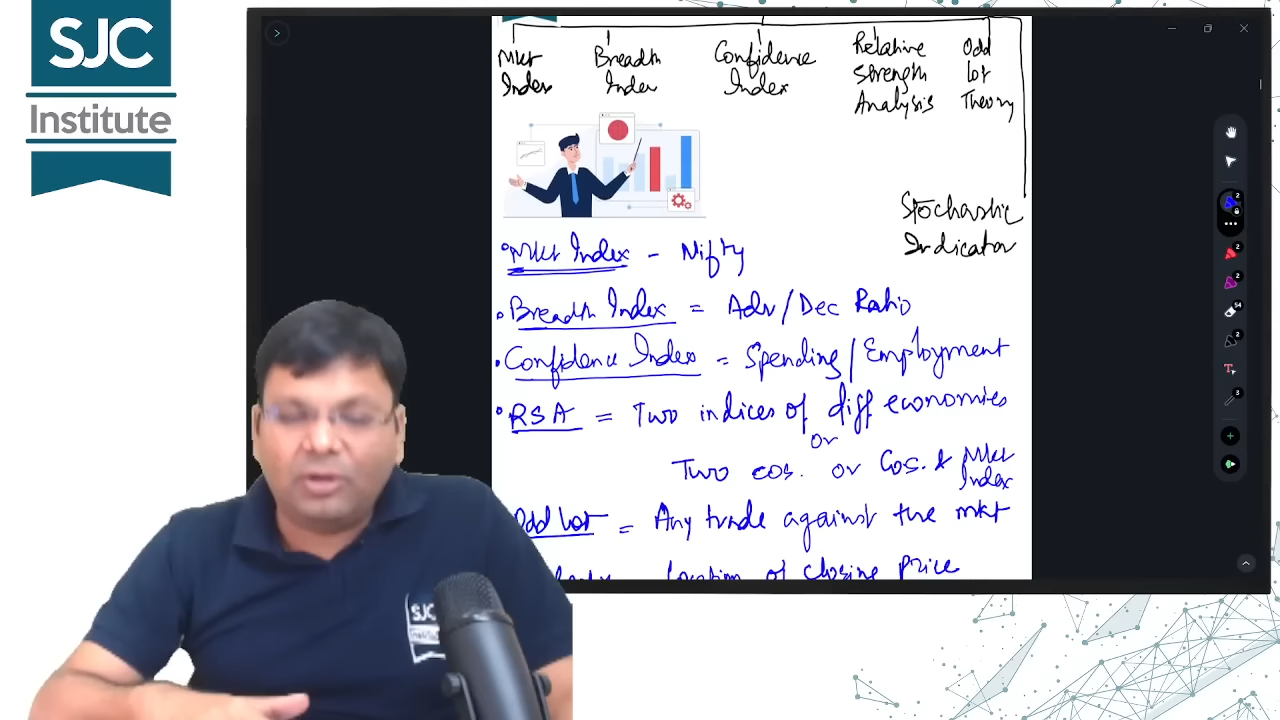 SJC
Institute
Mkt Index
Breadth Index
Confidence Index
Relative Strength Analysis
Odd Lot Theory
Stochastic
Indicator
• Mkt Index - Nifty
• Breadth Index = Adv/Dec Ratio
• Confidence Index = Spending/Employment
• RSA = Two indices of diff economies
or
Two cos. or Cos. & Mkt Index
Odd Lot = Any trade against the mkt
location of closing price
SJC